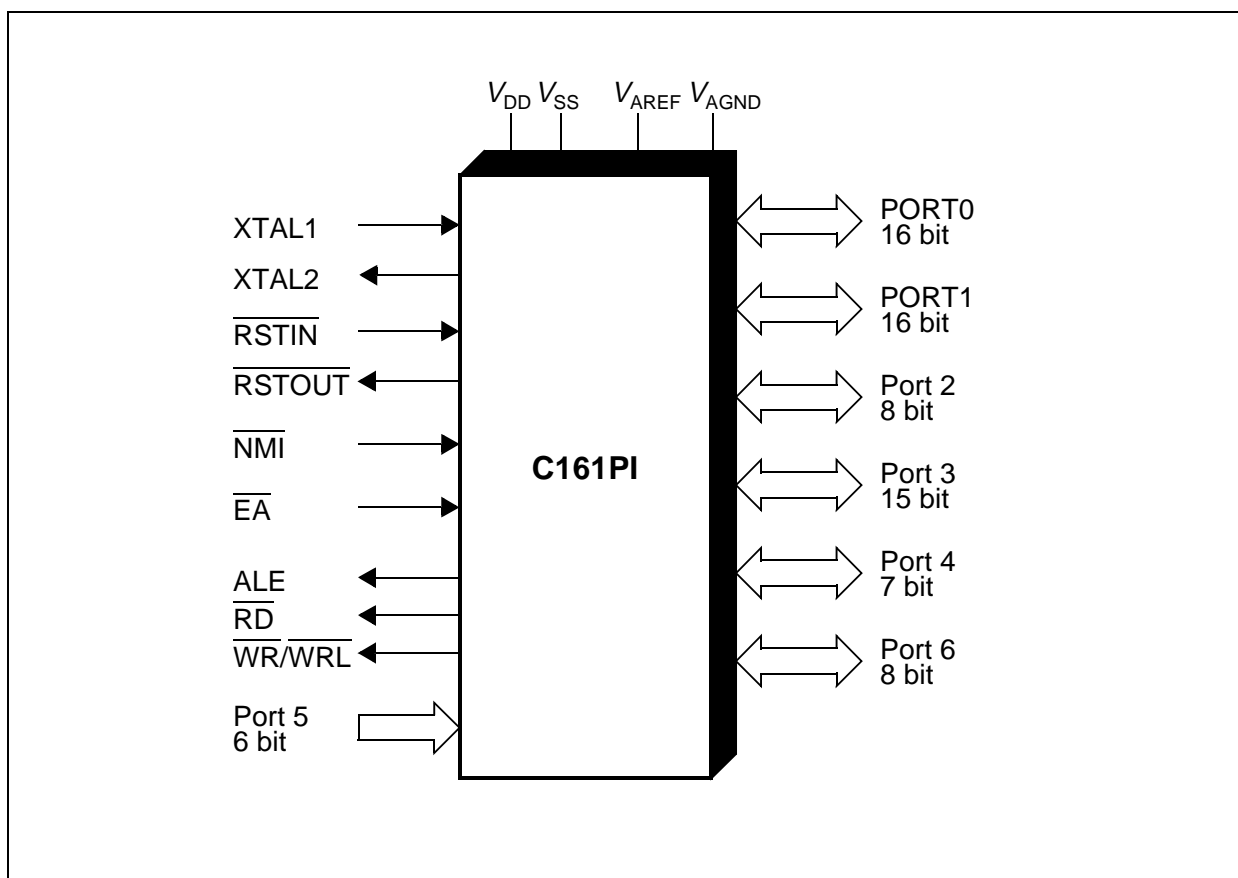 VDD VSS VAREF VAGND
XTAL1
XTAL2
RSTIN
RSTOUT
NMI
EA
ALE
RD
WR/WRL
Port 5
6 bit
C161PI
PORT0
16 bit
PORT1
16 bit
Port 2
8 bit
Port 3
15 bit
Port 4
7 bit
Port 6
8 bit